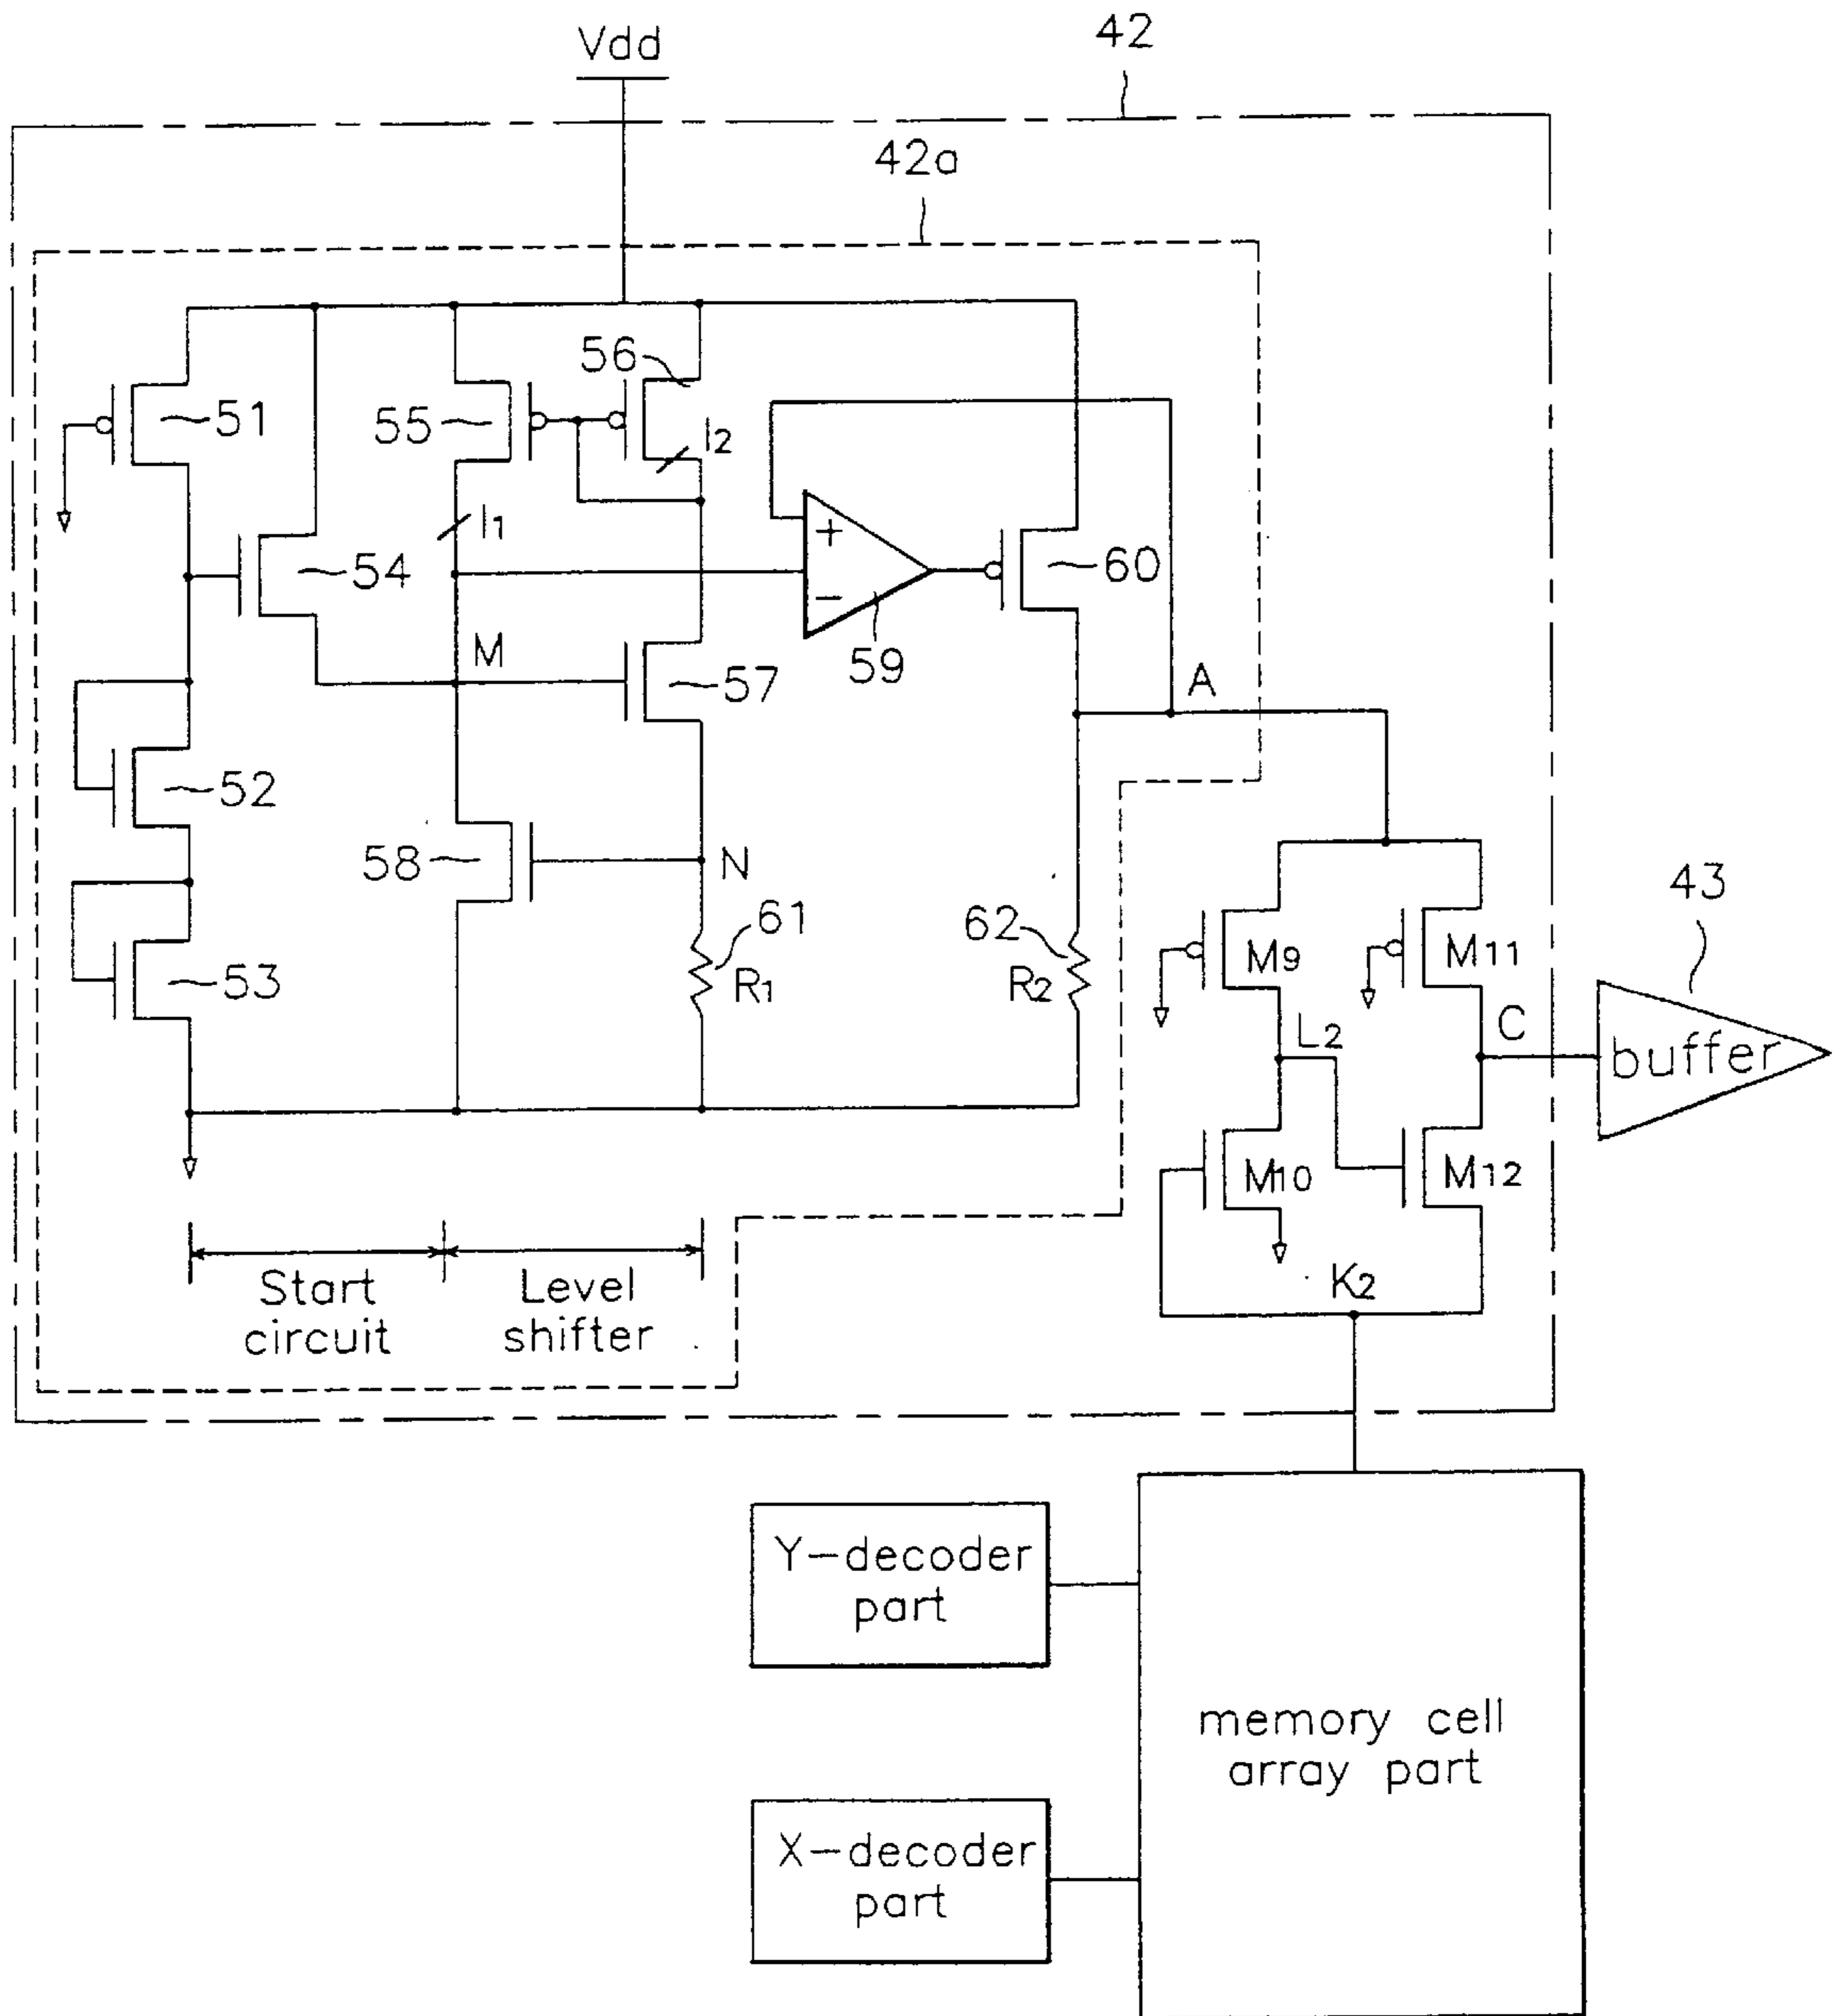 Vdd
42
42a
51
55
56
I2
I1
54
+
−
59
60
M
57
A
52
58
N
61
R1
62
R2
53
M9
M11
L2
C
43
buffer
M10
M12
K2
Start
circuit
Level
shifter
Y-decoder
part
X-decoder
part
memory cell
array part